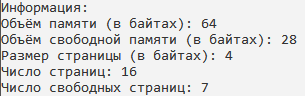 Информация:
Объём памяти (в байтах): 64
Объём свободной памяти (в байтах): 28
Размер страницы (в байтах): 4
Число страниц: 16
Число свободных страниц: 7